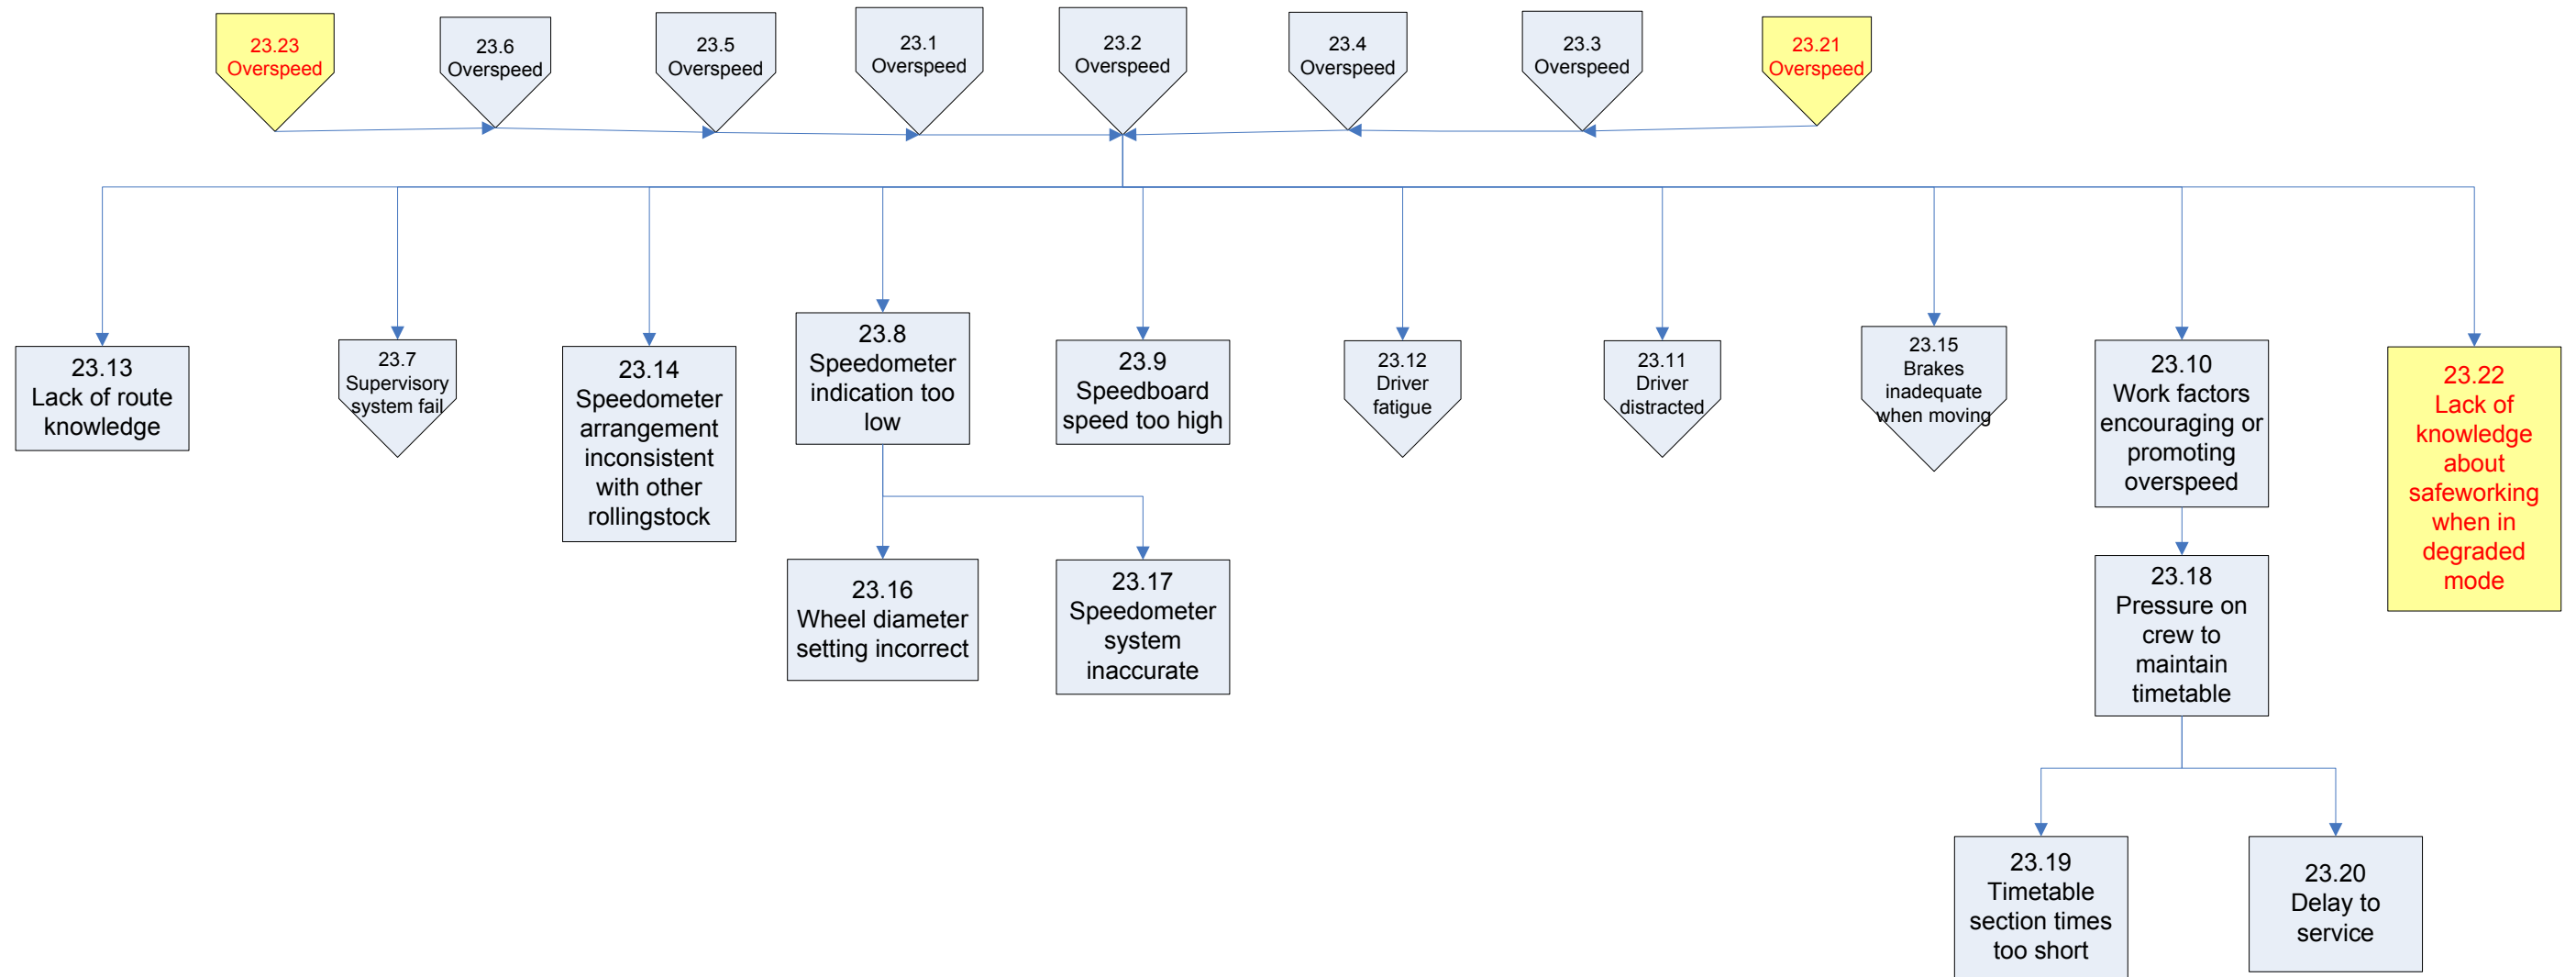 23.23
Overspeed
23.6
Overspeed
23.5
Overspeed
23.1
Overspeed
23.2
Overspeed
23.4
Overspeed
23.3
Overspeed
23.21
Overspeed
23.13
Lack of route
knowledge
23.7
Supervisory
system fail
23.14
Speedometer
arrangement
inconsistent
with other
rollingstock
23.8
Speedometer
indication too
low
23.9
Speedboard
speed too high
23.12
Driver
fatigue
23.11
Driver
distracted
23.15
Brakes
inadequate
when moving
23.10
Work factors
encouraging or
promoting
overspeed
23.22
Lack of
knowledge
about
safeworking
when in
degraded
mode
23.16
Wheel diameter
setting incorrect
23.17
Speedometer
system
inaccurate
23.18
Pressure on
crew to
maintain
timetable
23.19
Timetable
section times
too short
23.20
Delay to
service